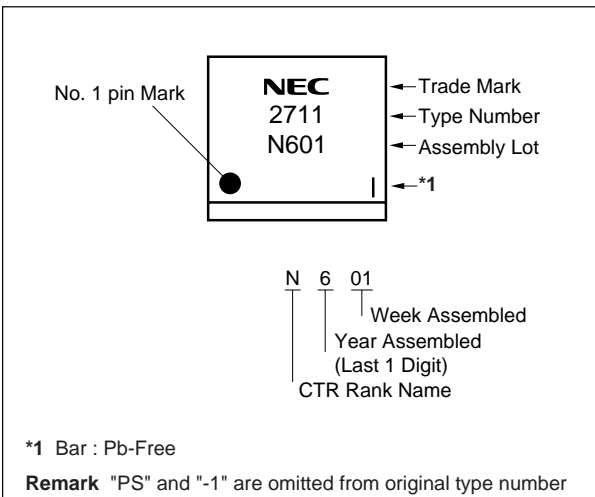 No. 1 pin Mark
NEC
2711
N601
Trade Mark
Type Number
Assembly Lot
*1
N 6 01
Week Assembled
Year Assembled
(Last 1 Digit)
CTR Rank Name
*1 Bar : Pb-Free
Remark "PS" and "-1" are omitted from original type number